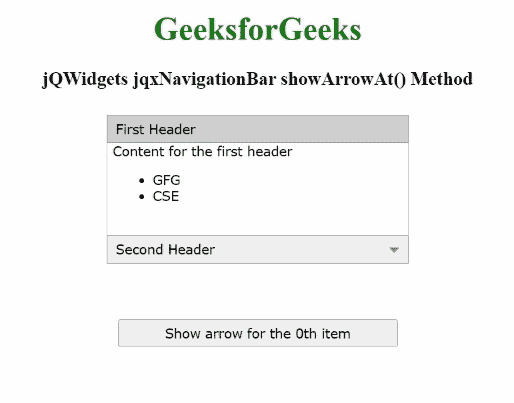 GeeksforGeeks
jQWidgets jqxNavigationBar showArrowAt() Method
First Header
Content for the first header
GFG
CSE
Second Header
Show arrow for the 0th item